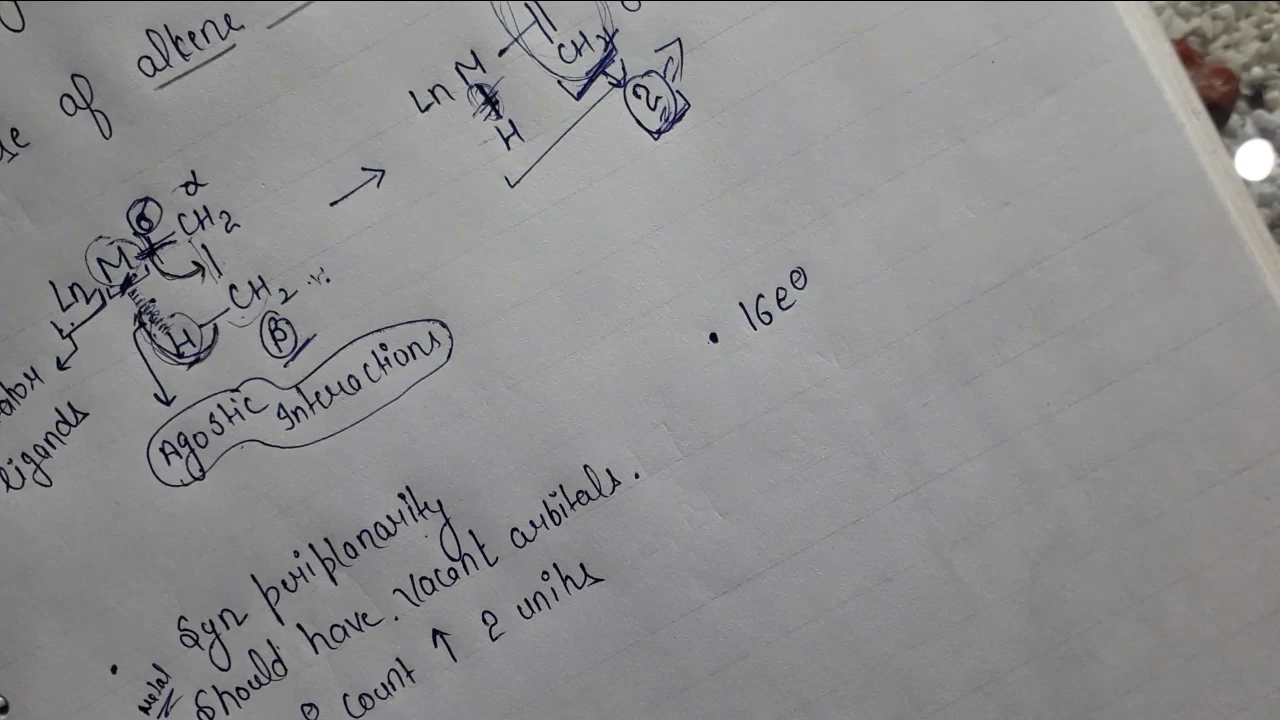 of alkene
CH2
Ln M
H
2
α
σ CH2
Ln M
H CH2
β
ligands
Agostic
Interactions
• 16e⊖
• Syn periplanarity
metal Should have. Vacant orbitals.
⊖ count ↑ 2 units